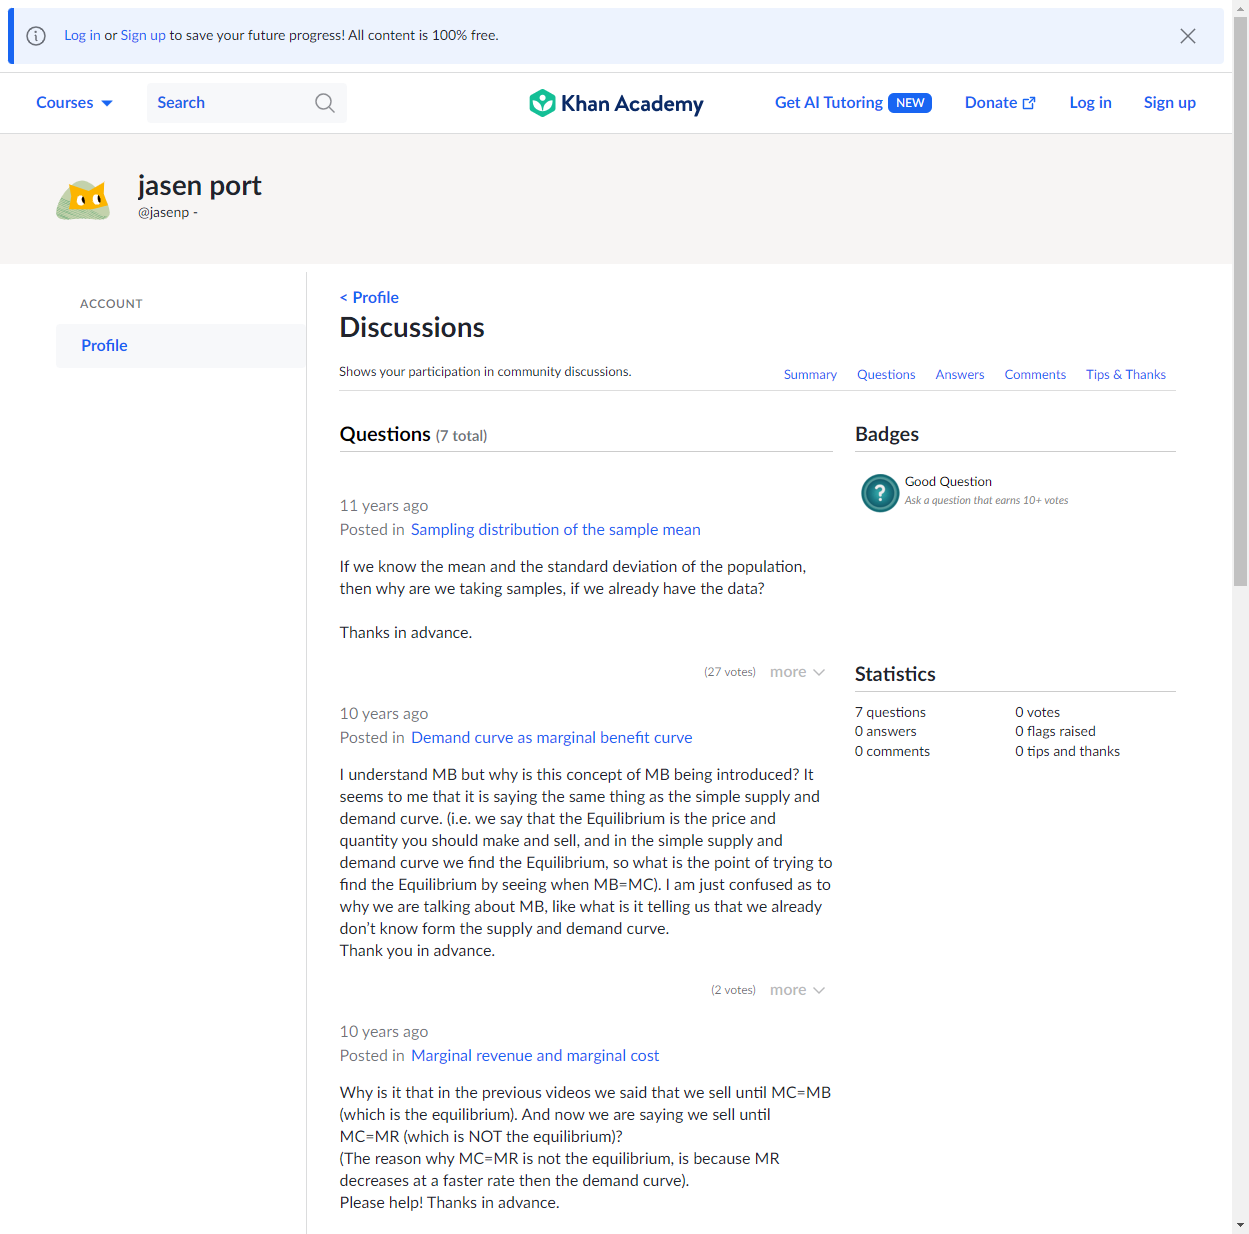 Log in or Sign up to save your future progress! All content is 100% free.
Courses
Search
Khan Academy
Get AI Tutoring NEW
Donate
Log in
Sign up
jasen port
@jasenp -
ACCOUNT
Profile
< Profile
Discussions
Shows your participation in community discussions.
Summary
Questions
Answers
Comments
Tips & Thanks
Questions (7 total)
11 years ago
Posted in Sampling distribution of the sample mean
If we know the mean and the standard deviation of the population,
then why are we taking samples, if we already have the data?
Thanks in advance.
(27 votes) more
10 years ago
Posted in Demand curve as marginal benefit curve
I understand MB but why is this concept of MB being introduced? It
seems to me that it is saying the same thing as the simple supply and
demand curve. (i.e. we say that the Equilibrium is the price and
quantity you should make and sell, and in the simple supply and
demand curve we find the Equilibrium, so what is the point of trying to
find the Equilibrium by seeing when MB=MC). I am just confused as to
why we are talking about MB, like what is it telling us that we already
don't know form the supply and demand curve.
Thank you in advance.
(2 votes) more
10 years ago
Posted in Marginal revenue and marginal cost
Why is it that in the previous videos we said that we sell until MC=MB
(which is the equilibrium). And now we are saying we sell until
MC=MR (which is NOT the equilibrium)?
(The reason why MC=MR is not the equilibrium, is because MR
decreases at a faster rate then the demand curve).
Please help! Thanks in advance.
Badges
?
Good Question
Ask a question that earns 10+ votes
Statistics
7 questions
0 votes
0 answers
0 flags raised
0 comments
0 tips and thanks